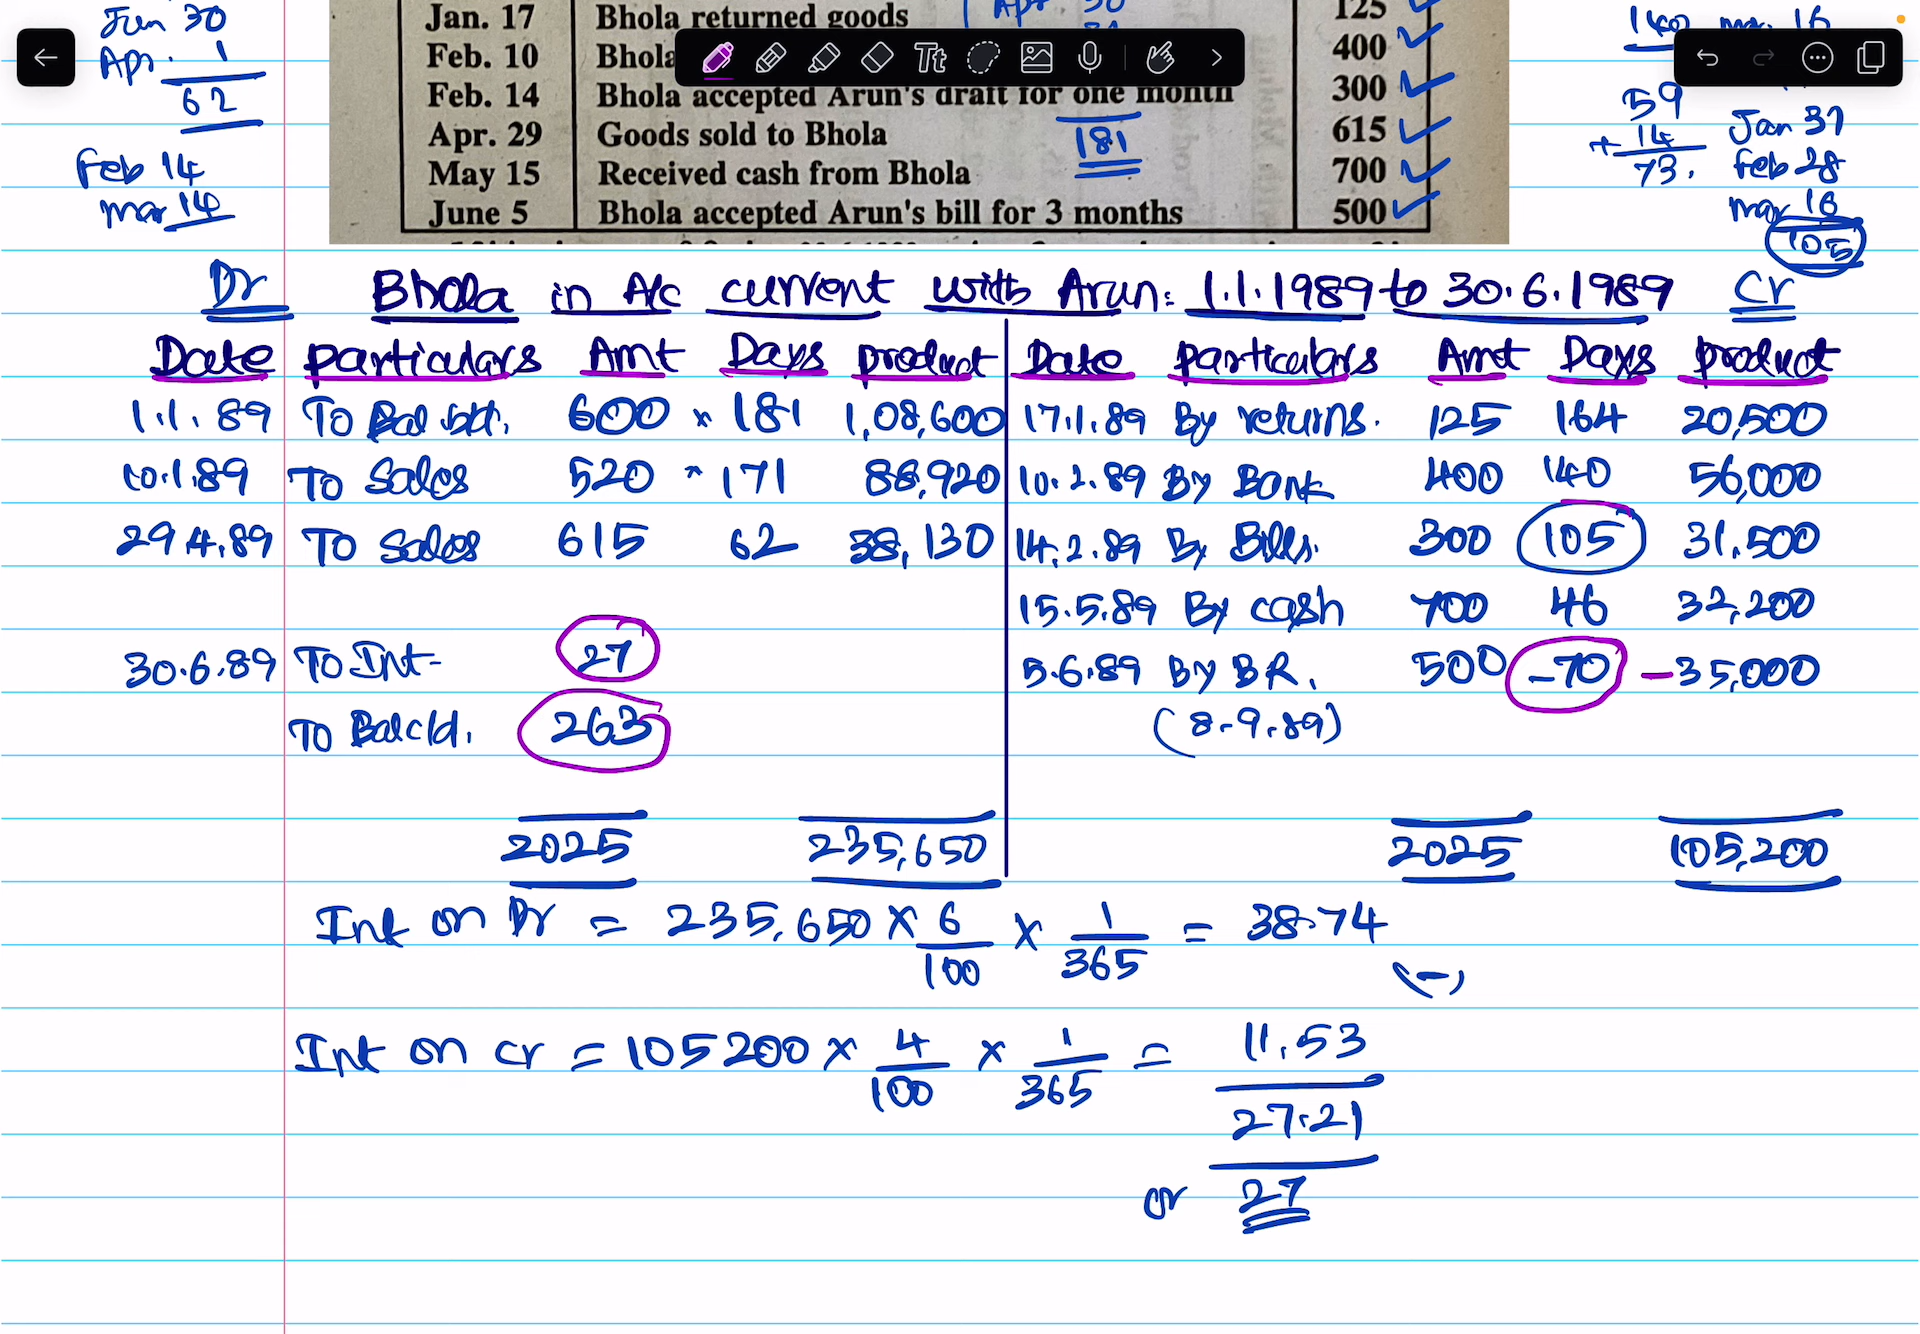 Jun 30
Apr. 1
62
Feb 14
Mar 14
Jan. 17 Bhola returned goods 125
Feb. 10 Bhola 400
Feb. 14 Bhola accepted Arun's draft for one month 300
Apr. 29 Goods sold to Bhola 615
181
May 15 Received cash from Bhola 700
June 5 Bhola accepted Arun's bill for 3 months 500
Tt
140
59
+ 14
73.
Jan 31
Feb 28
Mar 16
105
Dr Bhola in A/c current with Arun: 1.1.1989 to 30.6.1989 Cr
Date particulars Amt Days product Date particulars Amt Days product
1.1.89 To Bal b/d. 600 × 181 1,08,600 17.1.89 By returns. 125 164 20,500
10.1.89 To Sales 520 × 171 88,920 10.2.89 By Bank 400 140 56,000
29.4.89 To Sales 615 62 38,130 14.2.89 By Bills. 300 105 31,500
15.5.89 By cash 700 46 32,200
30.6.89 To Int- 27 5.6.89 By BR. 500 -70 -35,000
To Bal c/d. 263 (8-9-89)
2025 235,650 2025 105,200
Int on Dr = 235,650 × 6/100 × 1/365 = 38.74
(-)
Int on cr = 105200 × 4/100 × 1/365 = 11.53
27.21
or 27